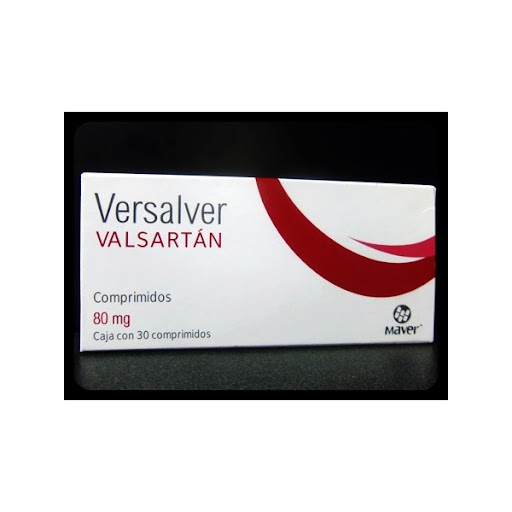 Versalver
VALSARTÁN
Comprimidos
80 mg
Caja con 30 comprimidos
Maver®